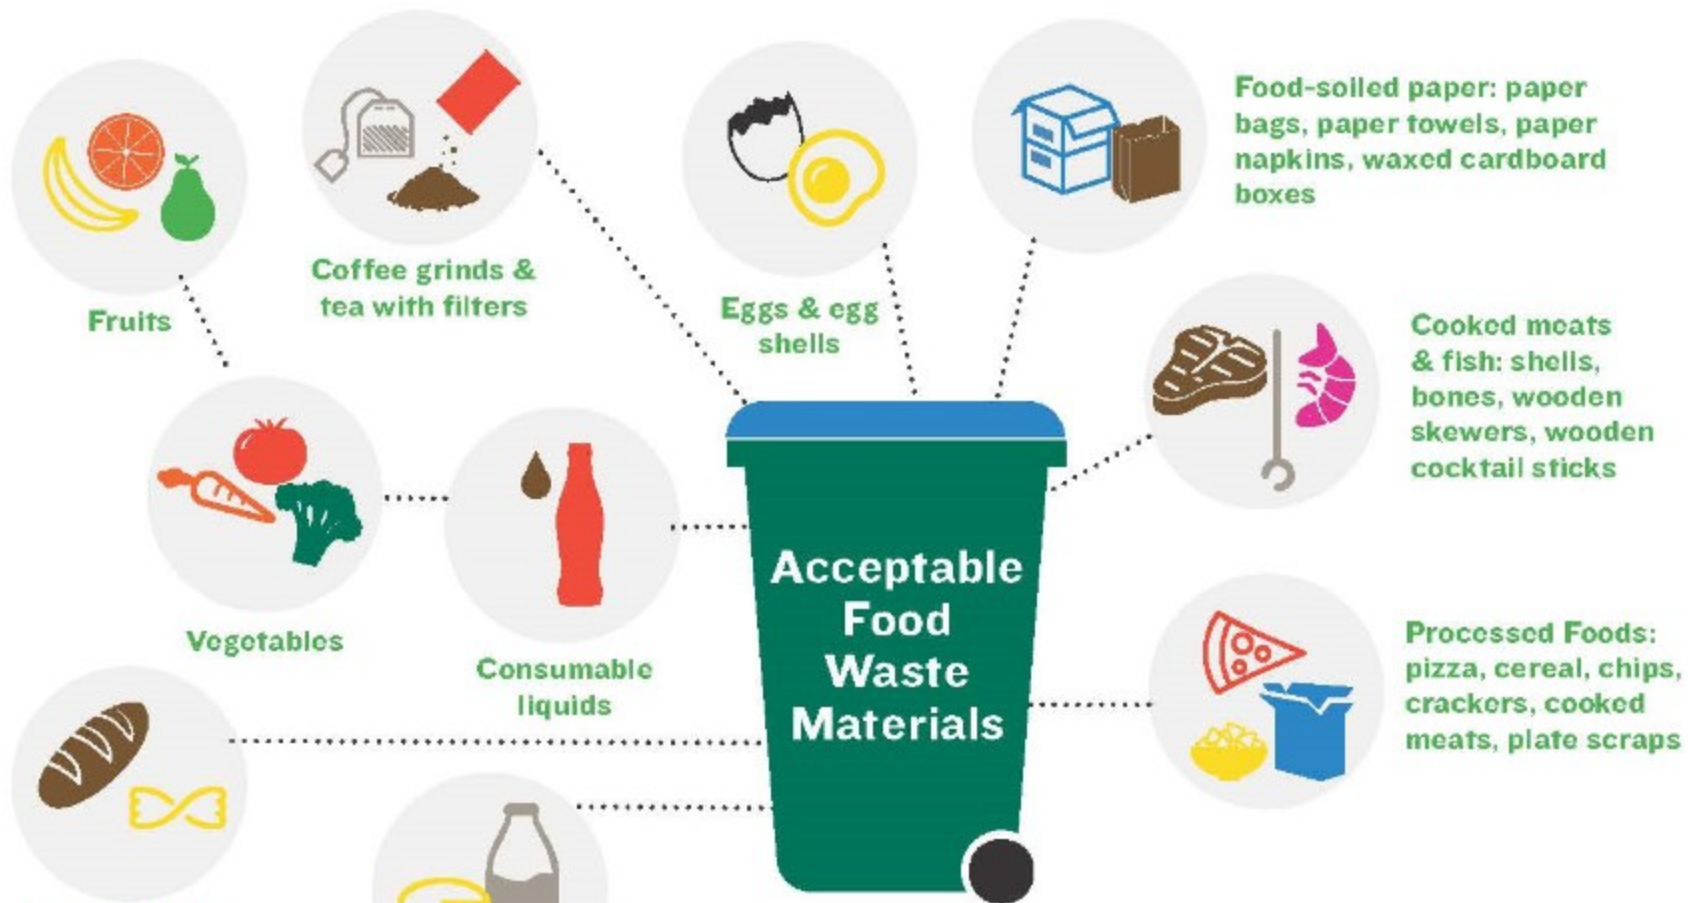 Fruits
Coffee grinds &
tea with filters
Eggs & egg
shells
Food-soiled paper: paper
bags, paper towels, paper
napkins, waxed cardboard
boxes
Cooked meats
& fish: shells,
bones, wooden
skewers, wooden
cocktail sticks
Vegetables
Consumable
liquids
Acceptable
Food
Waste
Materials
Processed Foods:
pizza, cereal, chips,
crackers, cooked
meats, plate scraps